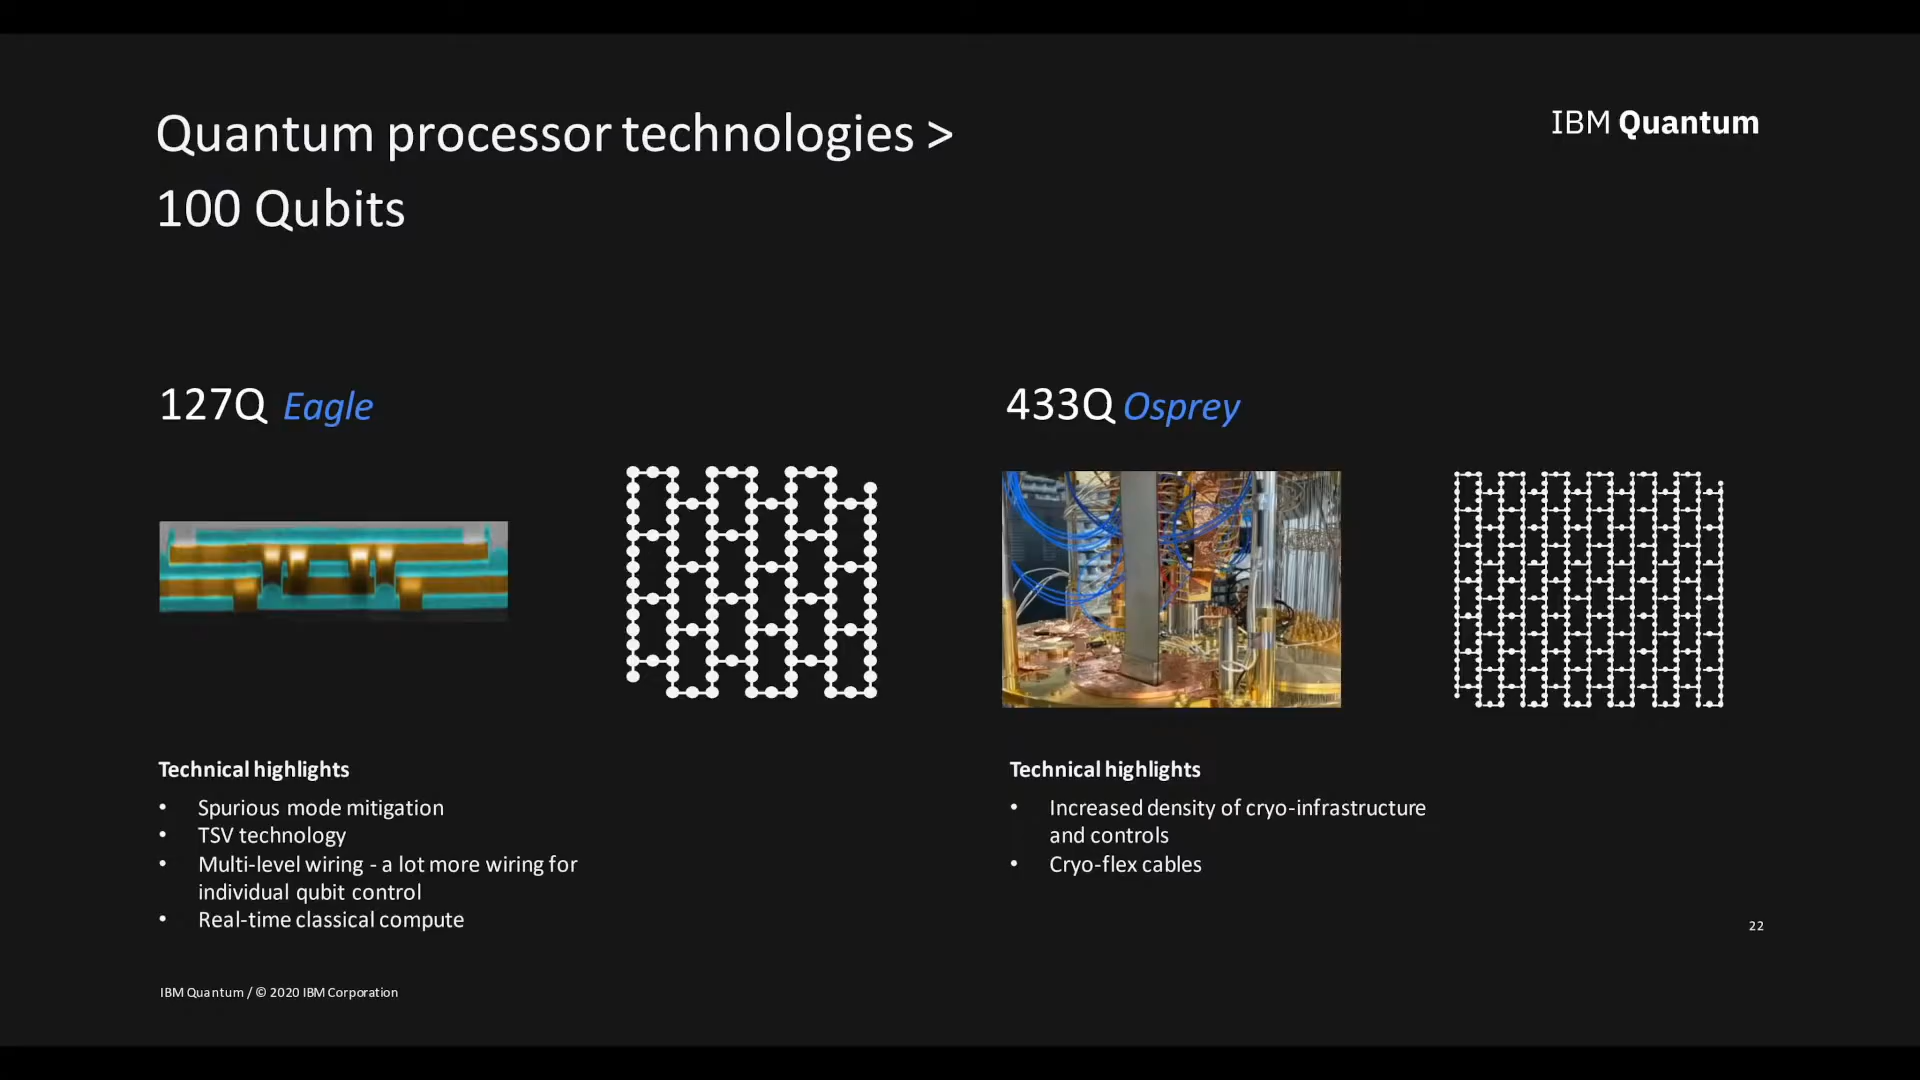 Quantum processor technologies >
100 Qubits
IBM Quantum
127Q Eagle
433Q Osprey
Technical highlights
• Spurious mode mitigation
• TSV technology
• Multi-level wiring - a lot more wiring for
individual qubit control
• Real-time classical compute
Technical highlights
• Increased density of cryo-infrastructure
and controls
• Cryo-flex cables
22
IBM Quantum / © 2020 IBM Corporation